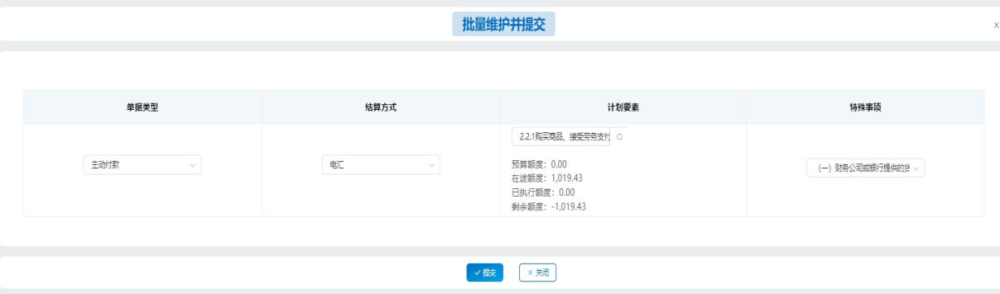 批量维护并提交
单据类型 结算方式 计划要素 特殊事项
主动付款 电汇 2.2.1购买商品、接受劳务支付 (一) 财务公司或银行提供的贷
预算额度：0.00
在途额度：1,019.43
已执行额度：0.00
剩余额度：-1,019.43
提交 关闭